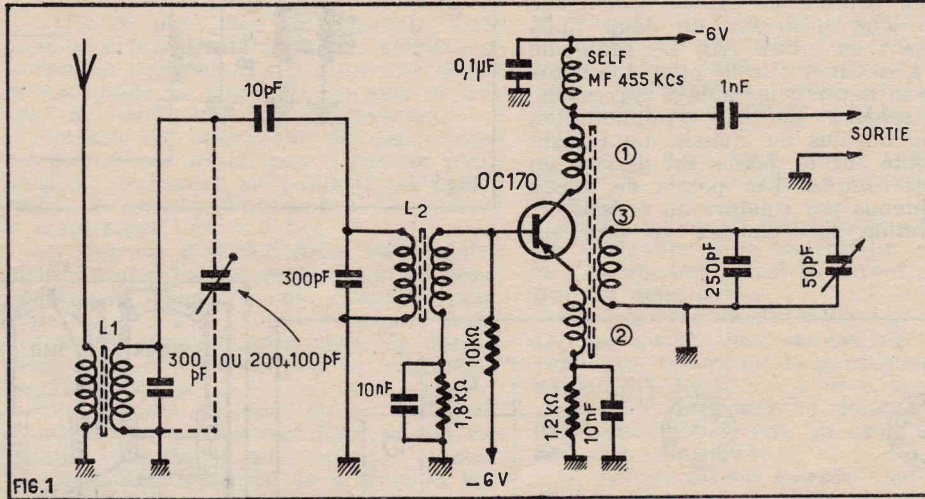 -6V
0,1µF
SELF
MF 455 KCs
10pF
1nF
SORTIE
①
OC170
L2
③
300pF
250pF
50pF
L1
300 OU 200+100 pF
pF
10kΩ
②
10nF
1,8kΩ
1,2kΩ
10nF
-6V
FIG.1